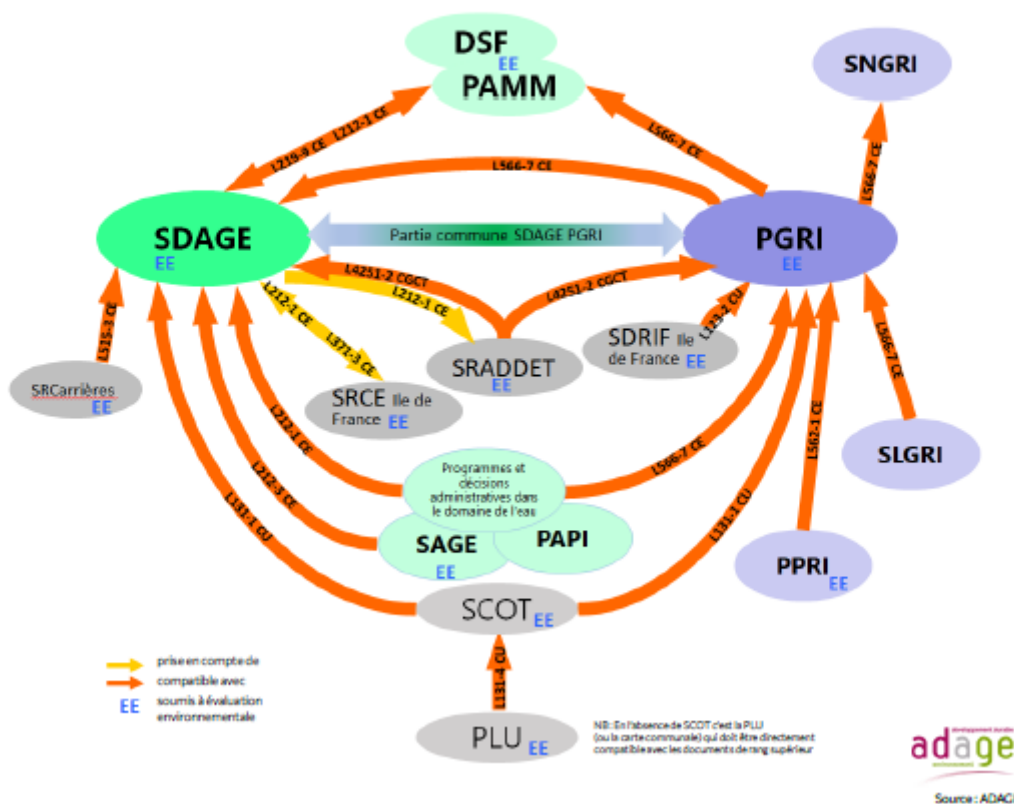 DSF
EE
PAMM
SNGRI
L219-9 CE L212-1 CE
L566-7 CE
L566-7 CE
L566-7 CE
SDAGE
EE
Partie commune SDAGE PGRI
PGRI
EE
L4251-2 CGCT
L4251-2 CGCT
L212-1 CE
L212-1 CE
L371-3 CE
L123-1 CU
L515-3 CE
SRCarrières
EE
SRCE Ile de
France EE
SRADDET
EE
SDRIF Ile
de France EE
L566-7 CE
L562-1 CE
SLGRI
L212-1 CE
L212-3 CE
L131-1 CU
L566-7 CE
L131-1 CU
Programmes et
décisions
administratives dans
le domaine de l'eau
SAGE
EE
PAPI
PPRI EE
SCOT EE
L131-4 CU
PLU EE
prise en compte de
compatible avec
EE soumis à évaluation
environnementale
NB: En l'absence de SCOT c'est la PLU
(ou la carte communale) qui doit être directement
compatible avec les documents de rang supérieur
développement durable
adage
environnement
Source : ADAG